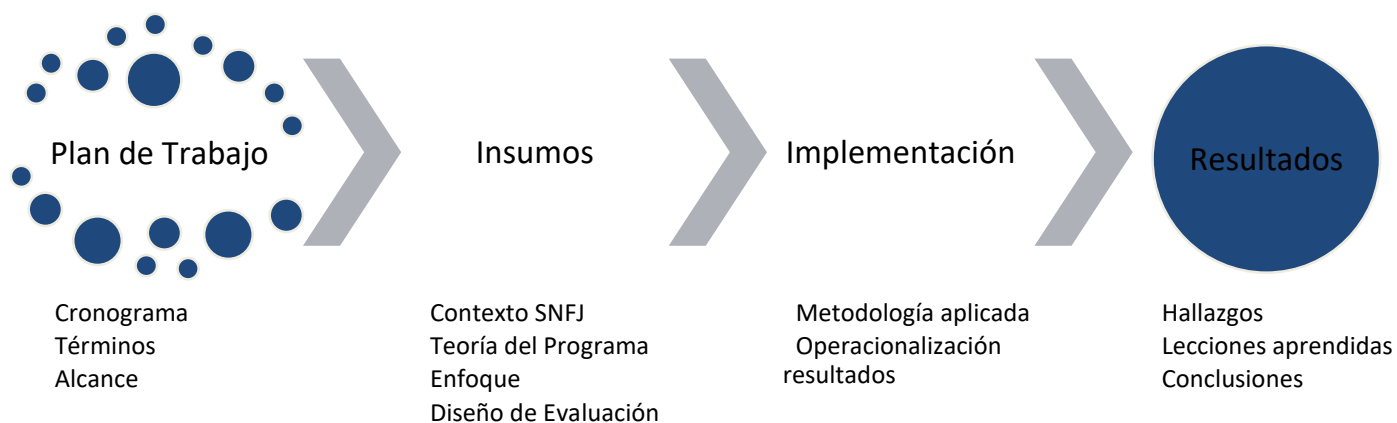 Plan de Trabajo
Cronograma
Términos
Alcance
Insumos
Contexto SNFJ
Teoría del Programa
Enfoque
Diseño de Evaluación
Implementación
Metodología aplicada
Operacionalización
resultados
Resultados
Hallazgos
Lecciones aprendidas
Conclusiones